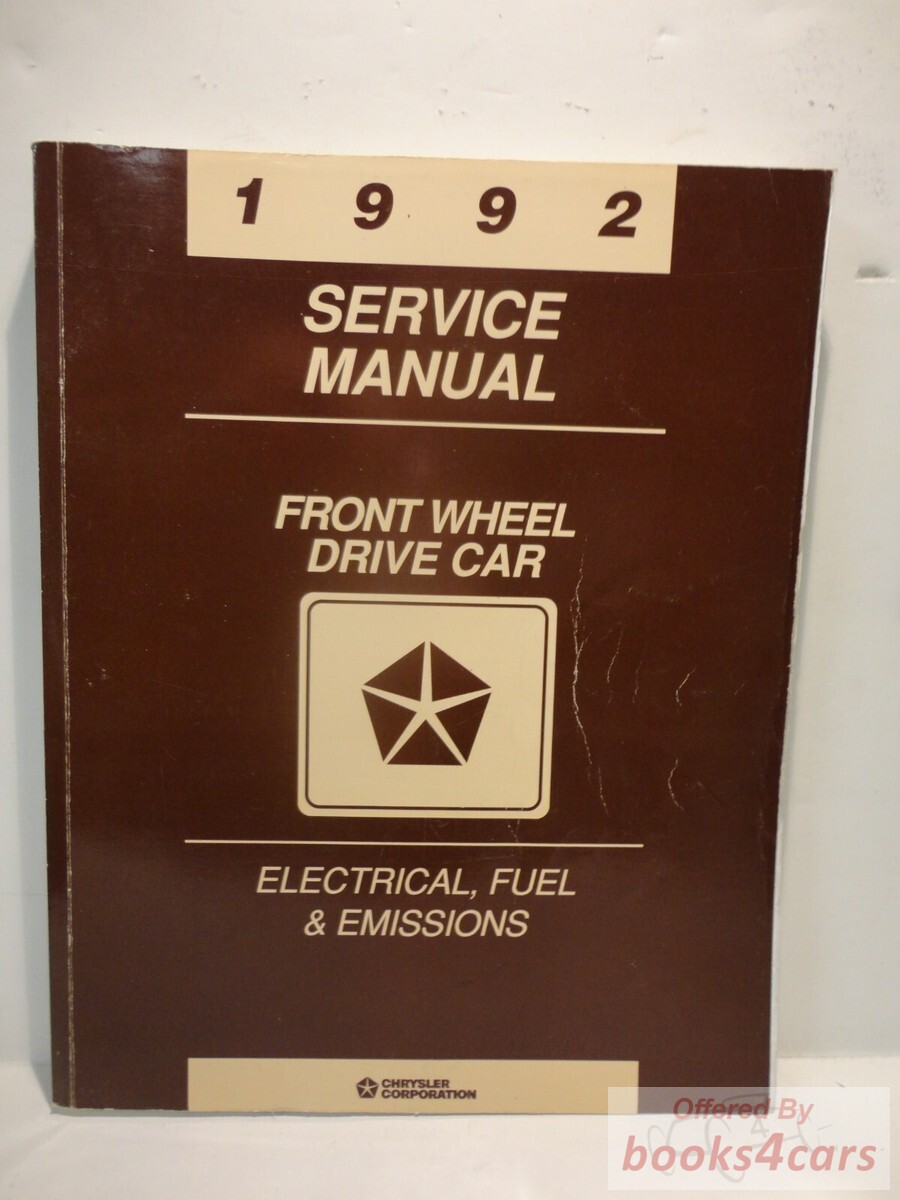 1 9 9 2
SERVICE
MANUAL
FRONT WHEEL
DRIVE CAR
ELECTRICAL, FUEL
& EMISSIONS
CHRYSLER
CORPORATION
Offered By
books4cars